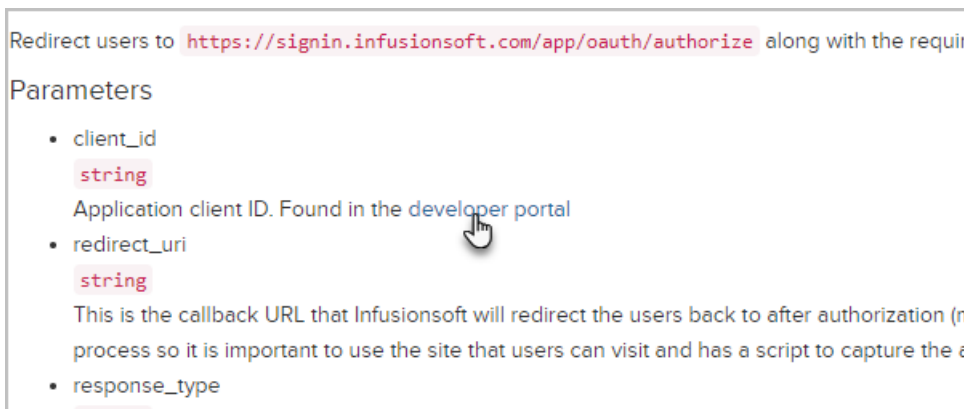 Redirect users to https://signin.infusionsoft.com/app/oauth/authorize along with the
Parameters
• client_id
string
Application client ID. Found in the developer portal
• redirect_uri
string
This is the callback URL that Infusionsoft will redirect the users back to after authorization
process so it is important to use the site that users can visit and has a script to capture the
• response_type